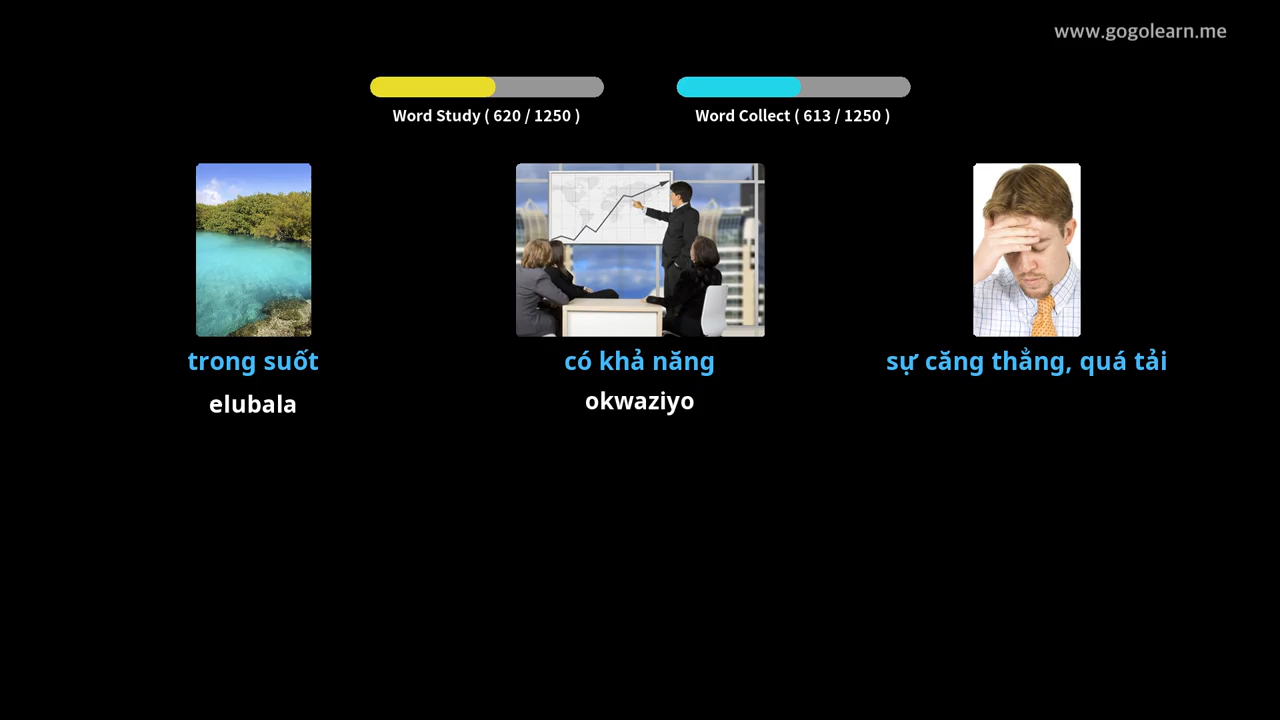 www.gogolearn.me
Word Study ( 620 / 1250 )
Word Collect ( 613 / 1250 )
trong suốt
có khả năng
sự căng thẳng, quá tải
elubala
okwaziyo